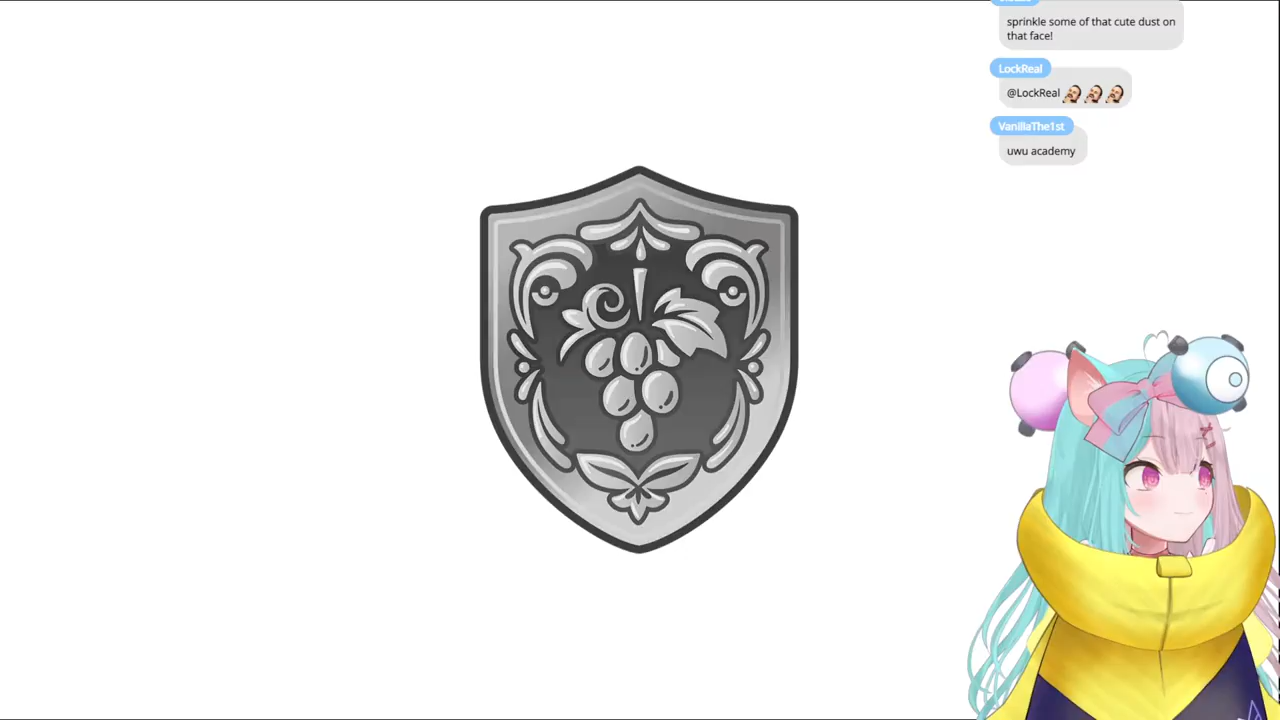 sprinkle some of that cute dust on
that face!
LockReal
@LockReal
VanillaThe1st
uwu academy